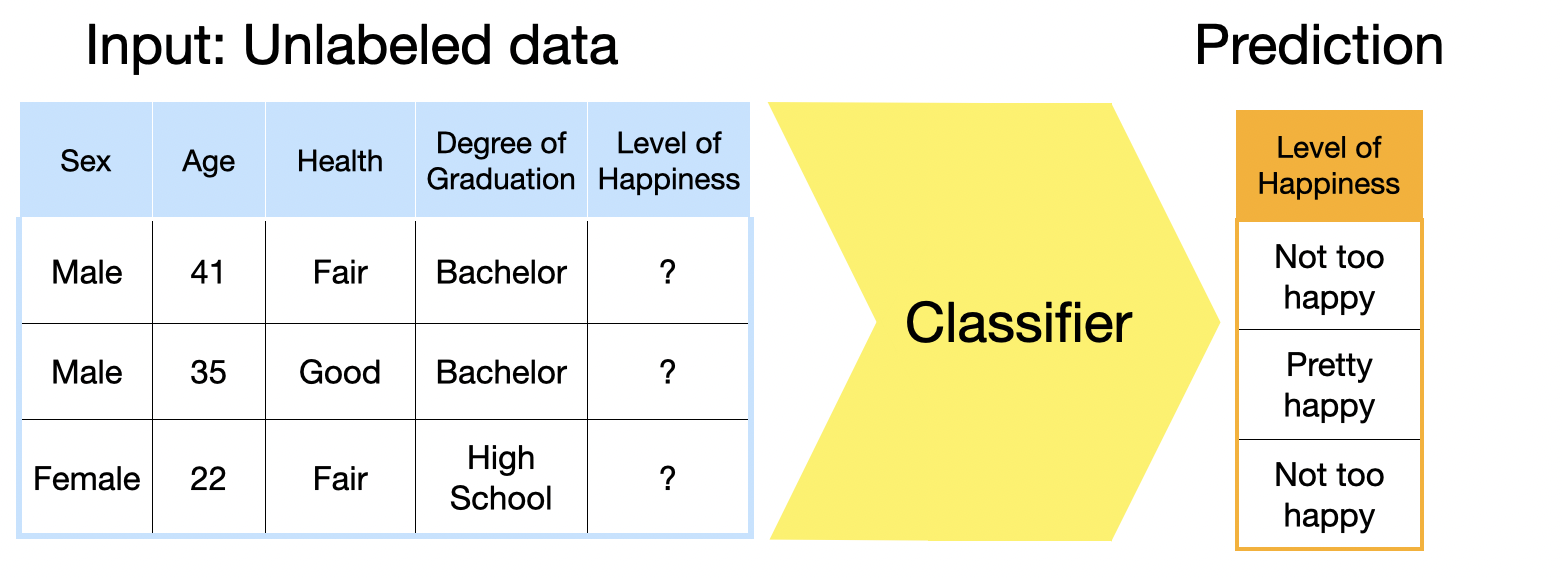 Input: Unlabeled data
Prediction
Sex
Age
Health
Degree of
Graduation
Level of
Happiness
Male
41
Fair
Bachelor
?
Male
35
Good
Bachelor
?
Female
22
Fair
High
School
?
Classifier
Level of
Happiness
Not too
happy
Pretty
happy
Not too
happy